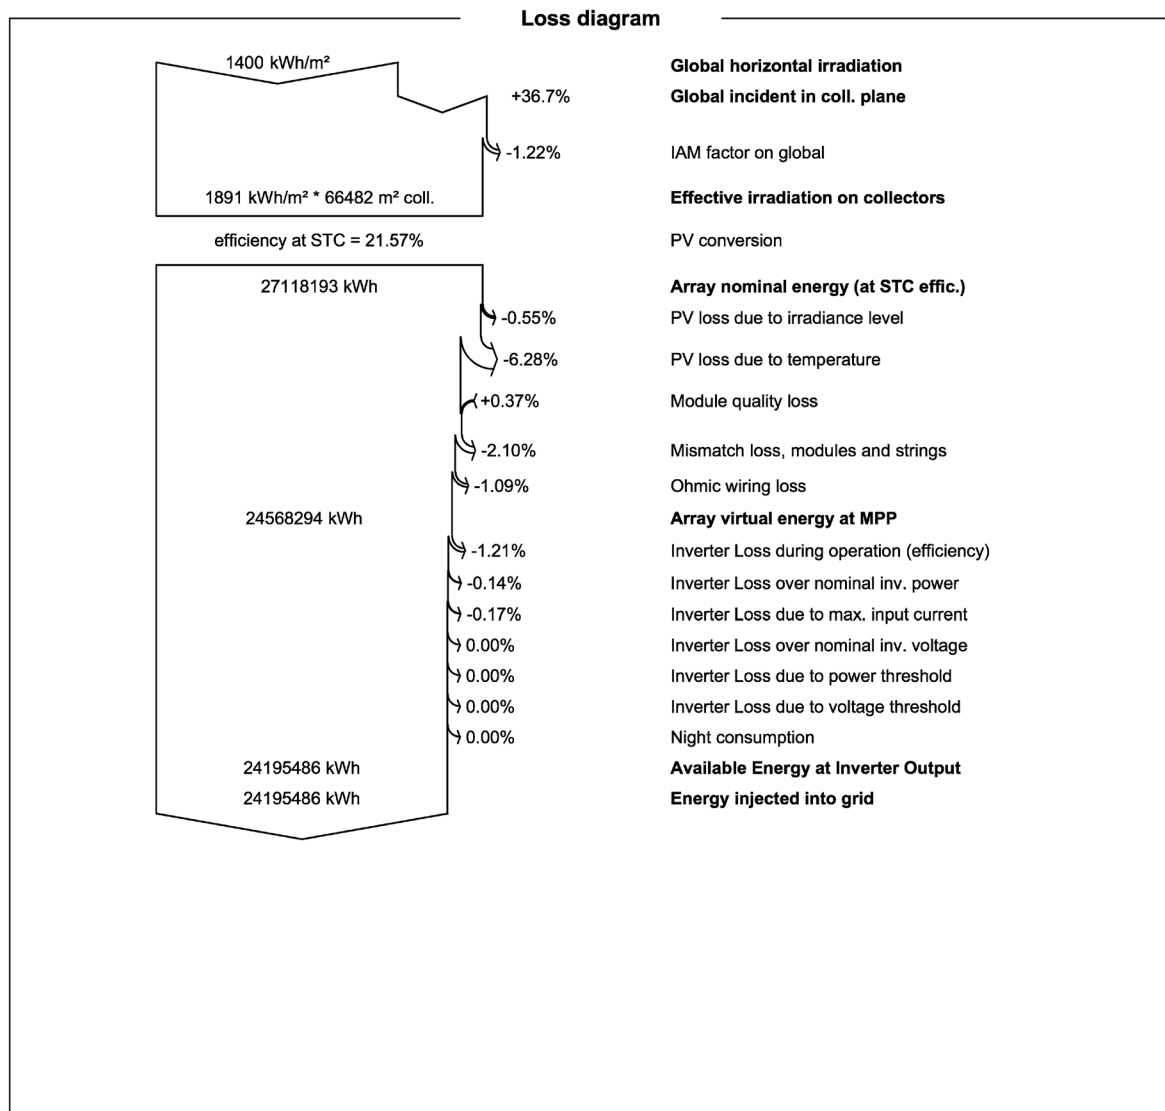 Loss diagram
1400 kWh/m² Global horizontal irradiation
+36.7% Global incident in coll. plane
-1.22% IAM factor on global
1891 kWh/m² * 66482 m² coll. Effective irradiation on collectors
efficiency at STC = 21.57% PV conversion
27118193 kWh Array nominal energy (at STC effic.)
-0.55% PV loss due to irradiance level
-6.28% PV loss due to temperature
+0.37% Module quality loss
-2.10% Mismatch loss, modules and strings
-1.09% Ohmic wiring loss
24568294 kWh Array virtual energy at MPP
-1.21% Inverter Loss during operation (efficiency)
-0.14% Inverter Loss over nominal inv. power
-0.17% Inverter Loss due to max. input current
0.00% Inverter Loss over nominal inv. voltage
0.00% Inverter Loss due to power threshold
0.00% Inverter Loss due to voltage threshold
0.00% Night consumption
24195486 kWh Available Energy at Inverter Output
24195486 kWh Energy injected into grid